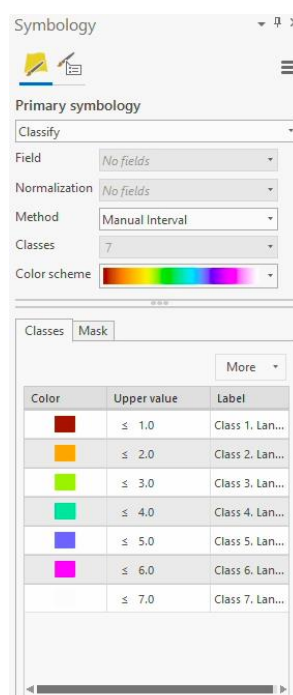 Symbology
Primary symbology
Classify
Field No fields
Normalization No fields
Method Manual Interval
Classes 7
Color scheme
Classes Mask
More
Color Upper value Label
≤ 1.0 Class 1. Lan...
≤ 2.0 Class 2. Lan...
≤ 3.0 Class 3. Lan...
≤ 4.0 Class 4. Lan...
≤ 5.0 Class 5. Lan...
≤ 6.0 Class 6. Lan...
≤ 7.0 Class 7. Lan...